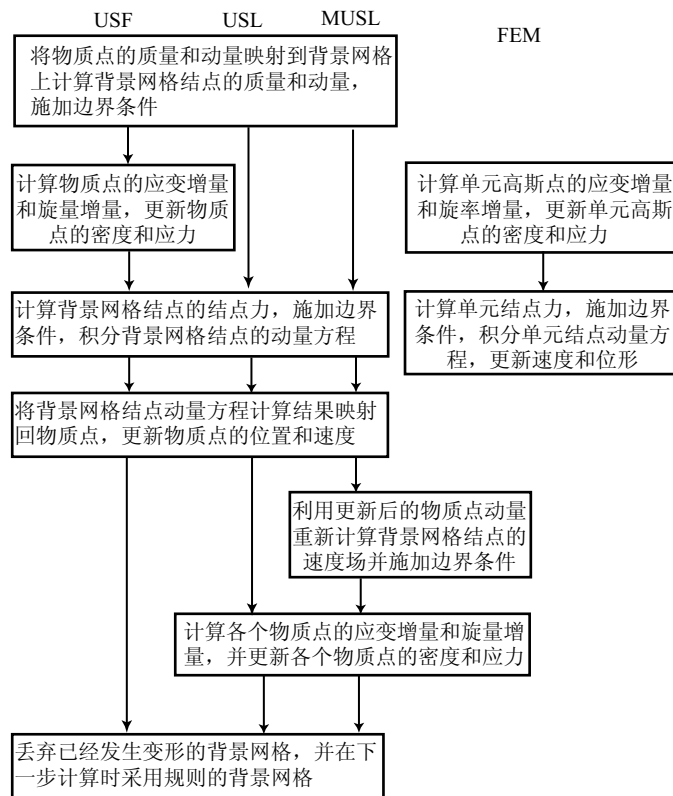 USF
USL
MUSL
FEM
将物质点的质量和动量映射到背景网格
上计算背景网格结点的质量和动量，
施加边界条件
计算物质点的应变增量
和旋量增量，更新物质
点的密度和应力
计算单元高斯点的应变增量
和旋率增量，更新单元高斯
点的密度和应力
计算背景网格结点的结点力，施加边界
条件，积分背景网格结点的动量方程
计算单元结点力，施加边界
条件，积分单元结点动量方
程，更新速度和位形
将背景网格结点动量方程计算结果映射
回物质点，更新物质点的位置和速度
利用更新后的物质点动量
重新计算背景网格结点的
速度场并施加边界条件
计算各个物质点的应变增量和旋量增
量，并更新各个物质点的密度和应力
丢弃已经发生变形的背景网格，并在下
一步计算时采用规则的背景网格